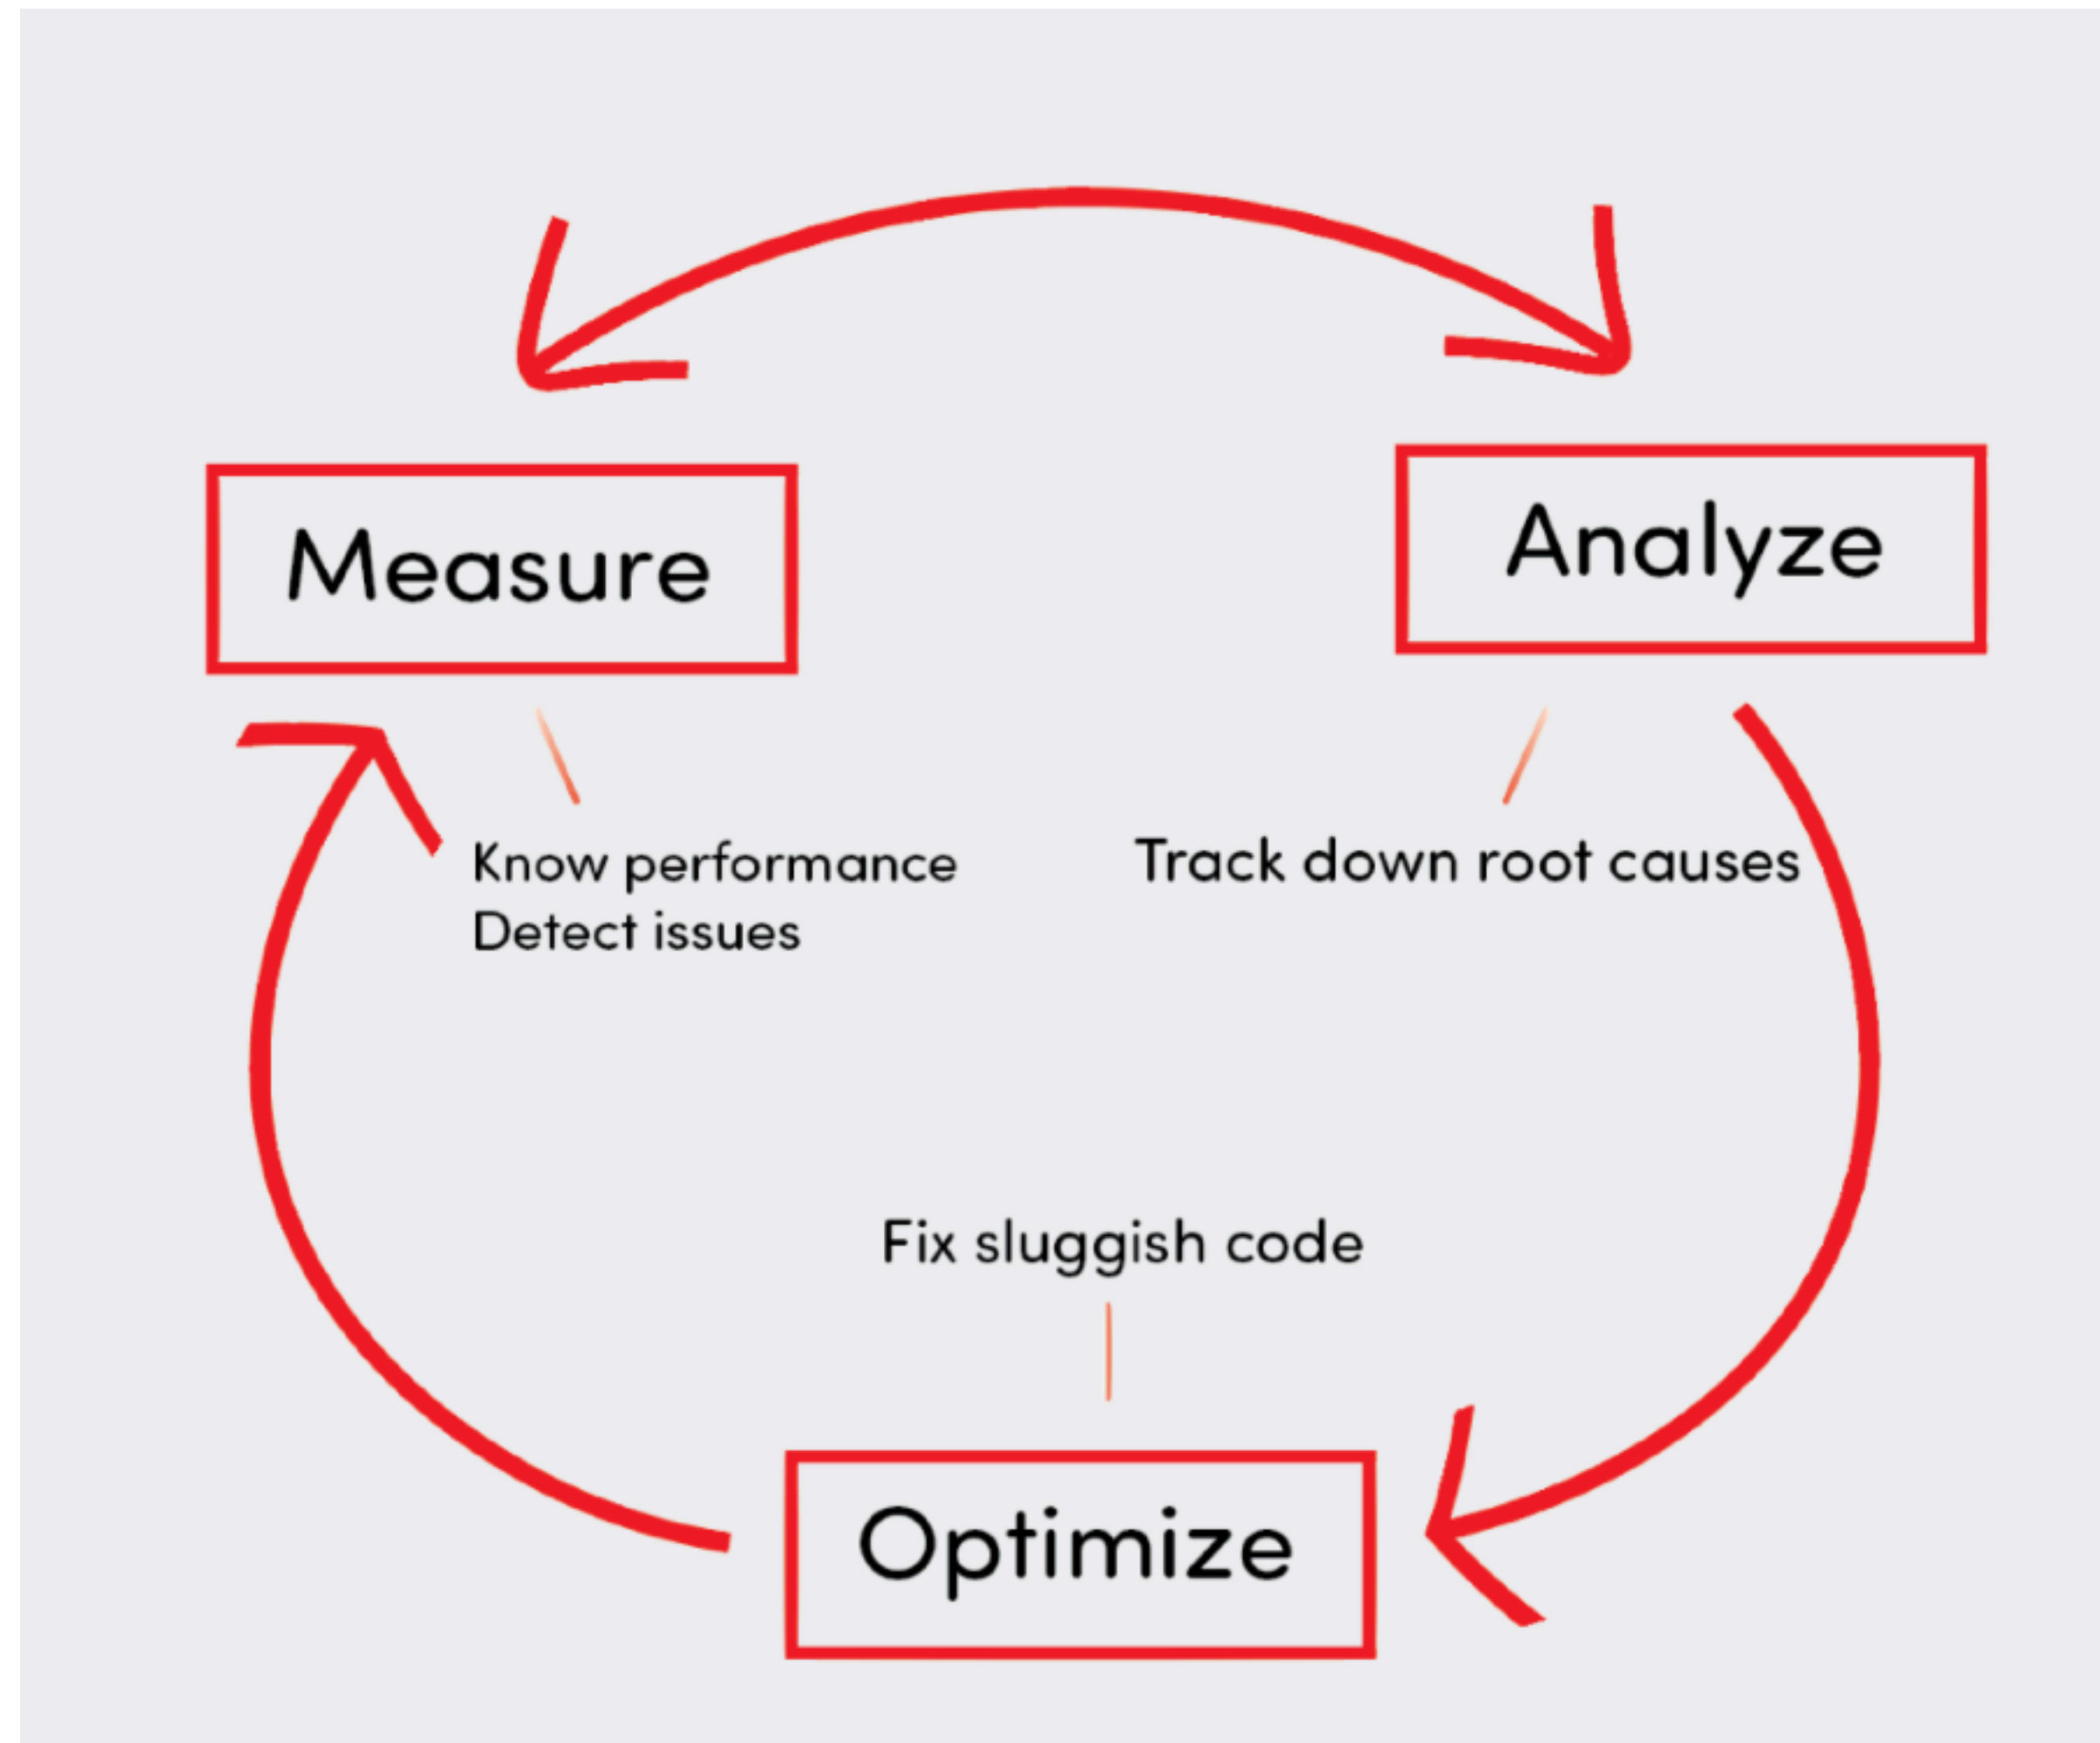 Measure
Analyze
Know performance
Detect issues
Track down root causes
Fix sluggish code
Optimize